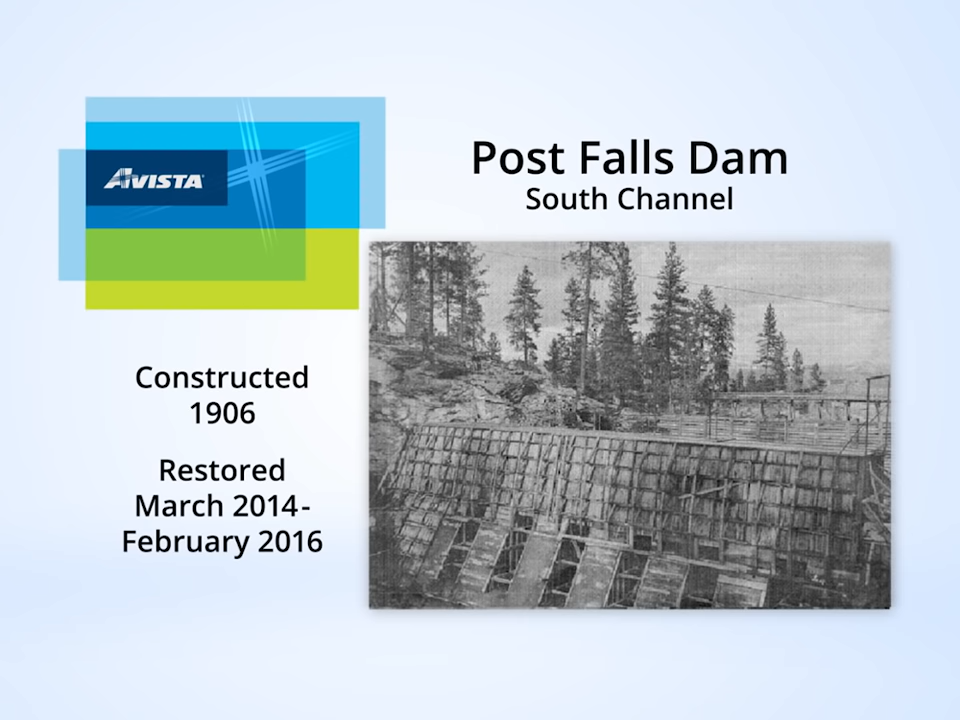 AVISTA
Post Falls Dam
South Channel
Constructed
1906
Restored
March 2014-
February 2016